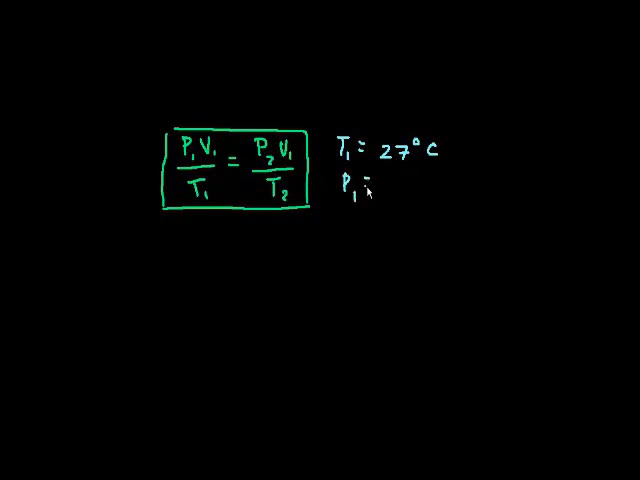 P₁V₁/T₁ = P₂V₁/T₂
T₁ = 27° C
P₁ =